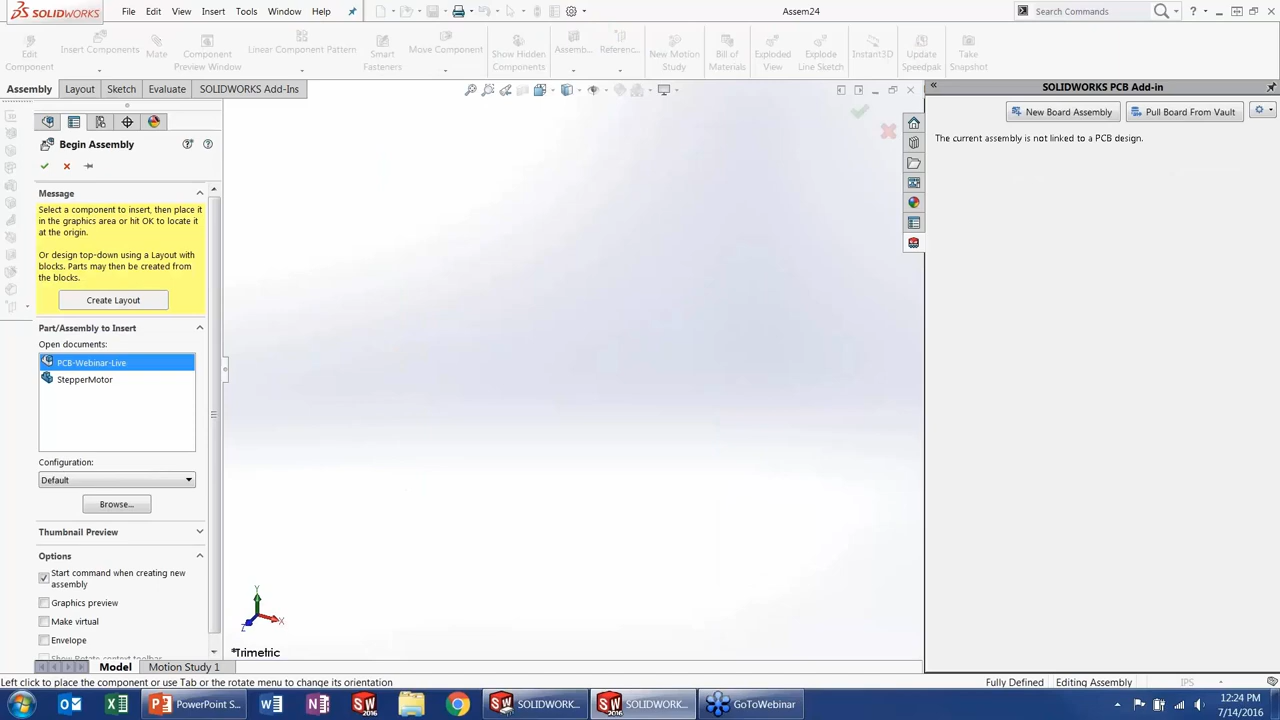 SOLIDWORKS File Edit View Insert Tools Window Help Assem24 Search Commands
Edit Component
Insert Components
Mate
Component Preview Window
Linear Component Pattern
Smart Fasteners
Move Component
Show Hidden Components
Assemb...
Referenc...
New Motion Study
Bill of Materials
Exploded View
Explode Line Sketch
Instant3D
Update Speedpak
Take Snapshot
Assembly Layout Sketch Evaluate SOLIDWORKS Add-Ins
SOLIDWORKS PCB Add-in
New Board Assembly Pull Board From Vault
The current assembly is not linked to a PCB design.
Begin Assembly
Message
Select a component to insert, then place it
in the graphics area or hit OK to locate it
at the origin.
Or design top-down using a Layout with
blocks. Parts may then be created from
the blocks.
Create Layout
Part/Assembly to Insert
Open documents:
PCB-Webinar-Live
StepperMotor
Configuration:
Default
Browse...
Thumbnail Preview
Options
Start command when creating new
assembly
Graphics preview
Make virtual
Envelope
Show Rotate context toolbar
Y
X
Z
*Trimetric
Model Motion Study 1
Left click to place the component or use Tab or the rotate menu to change its orientation Fully Defined Editing Assembly IPS
PowerPoint S... SW 2016 SOLIDWORK... SOLIDWORK... GoToWebinar
12:24 PM
7/14/2016